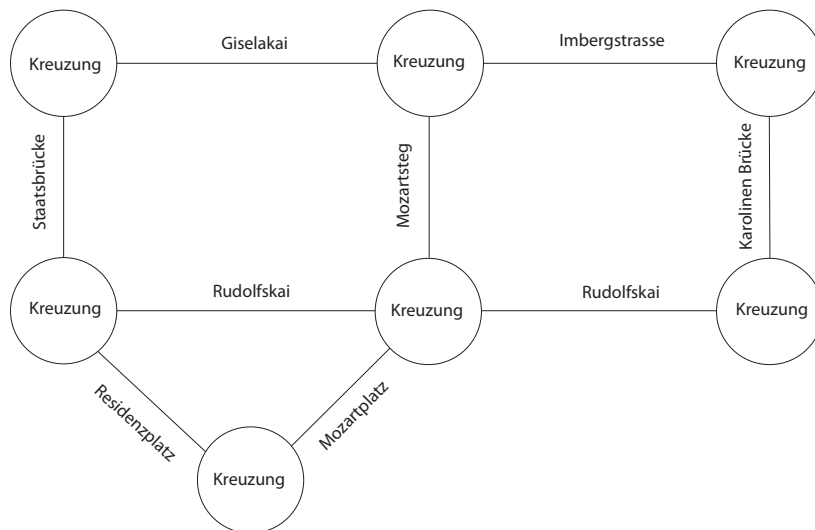 Giselakai
Imbergstrasse
Kreuzung
Kreuzung
Kreuzung
Staatsbrücke
Mozartsteg
Karolinen Brücke
Rudolfskai
Rudolfskai
Kreuzung
Kreuzung
Kreuzung
Residenzplatz
Mozartplatz
Kreuzung